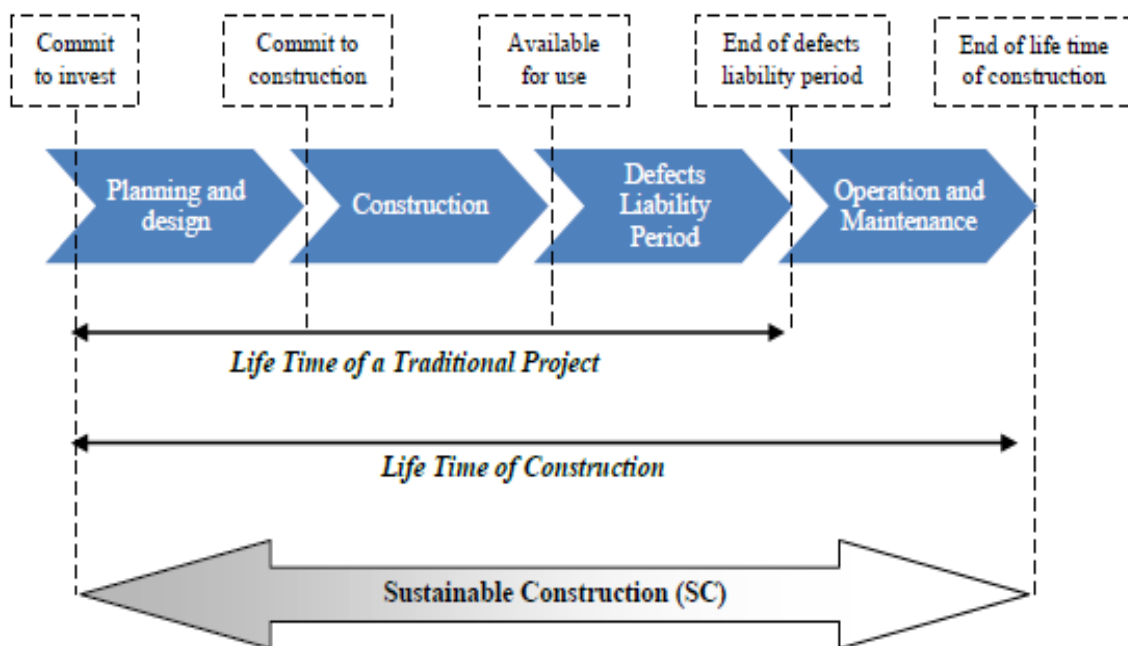 Commit
to invest
Commit to
construction
Available
for use
End of defects
liability period
End of life time
of construction
Planning and
design
Construction
Defects
Liability
Period
Operation and
Maintenance
Life Time of a Traditional Project
Life Time of Construction
Sustainable Construction (SC)